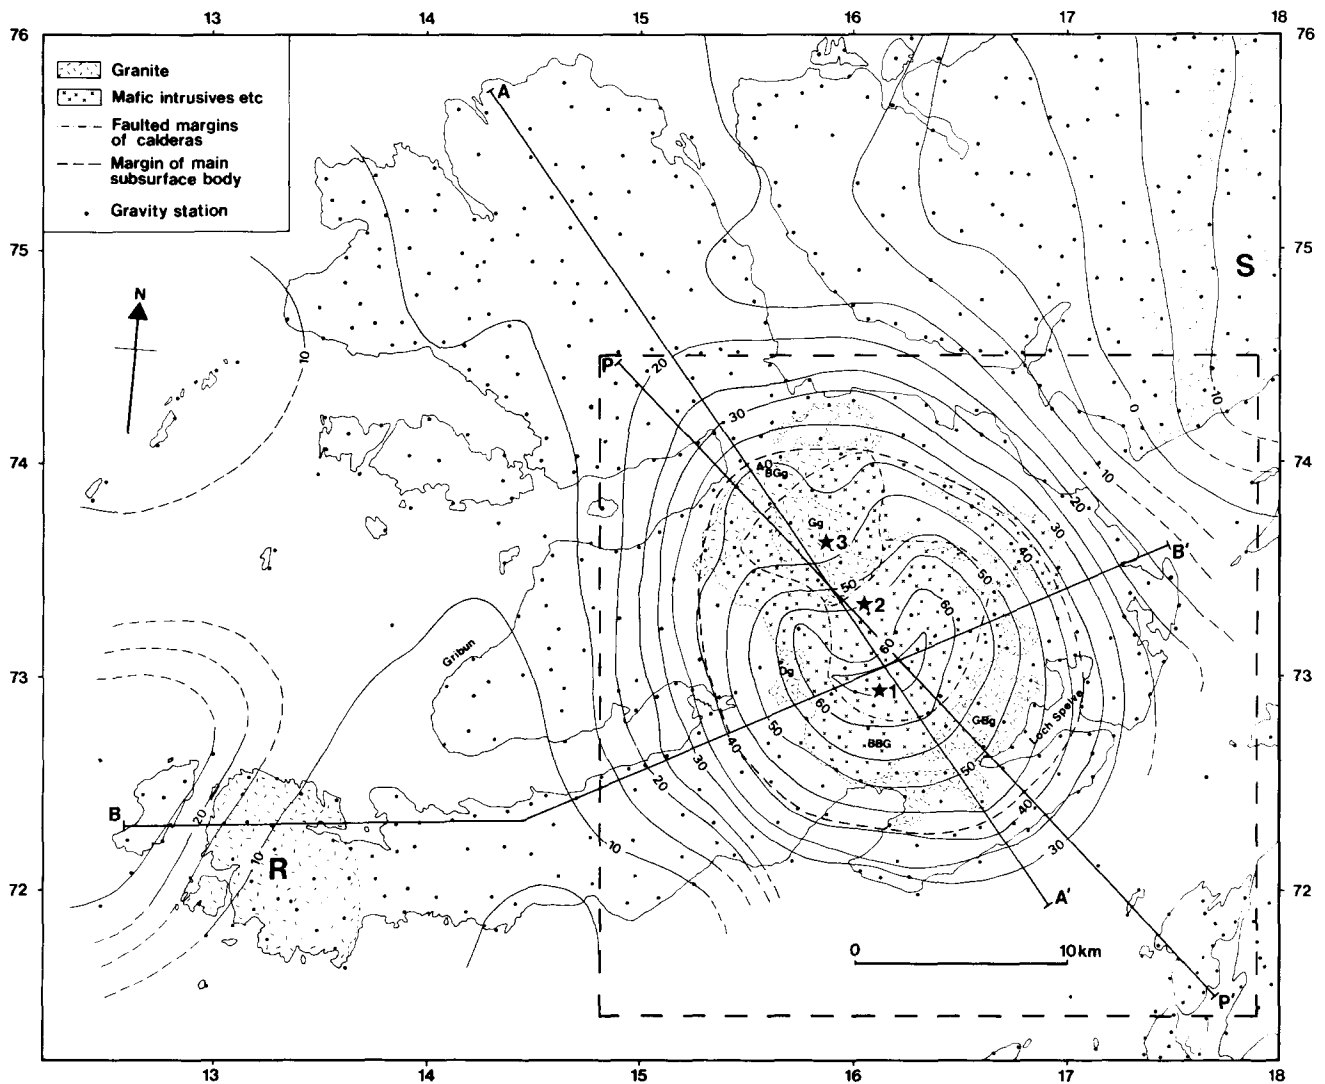 13 14 15 16 17 18
76 76
Granite
Mafic intrusives etc
Faulted margins
of calderas
Margin of main
subsurface body
Gravity station
A
75 75
S
N
10
P
20
30
0
10
10
74 74
BGg
20
30
Gg
3
40
B'
50
50
2
60
Gribun
60
73 73
1
60
Loch Spelve
GBg
50
BBG
40
50
30
40
B
20
20
10
10
30
R
72 72
A'
0 10km
P'
13 14 15 16 17 18